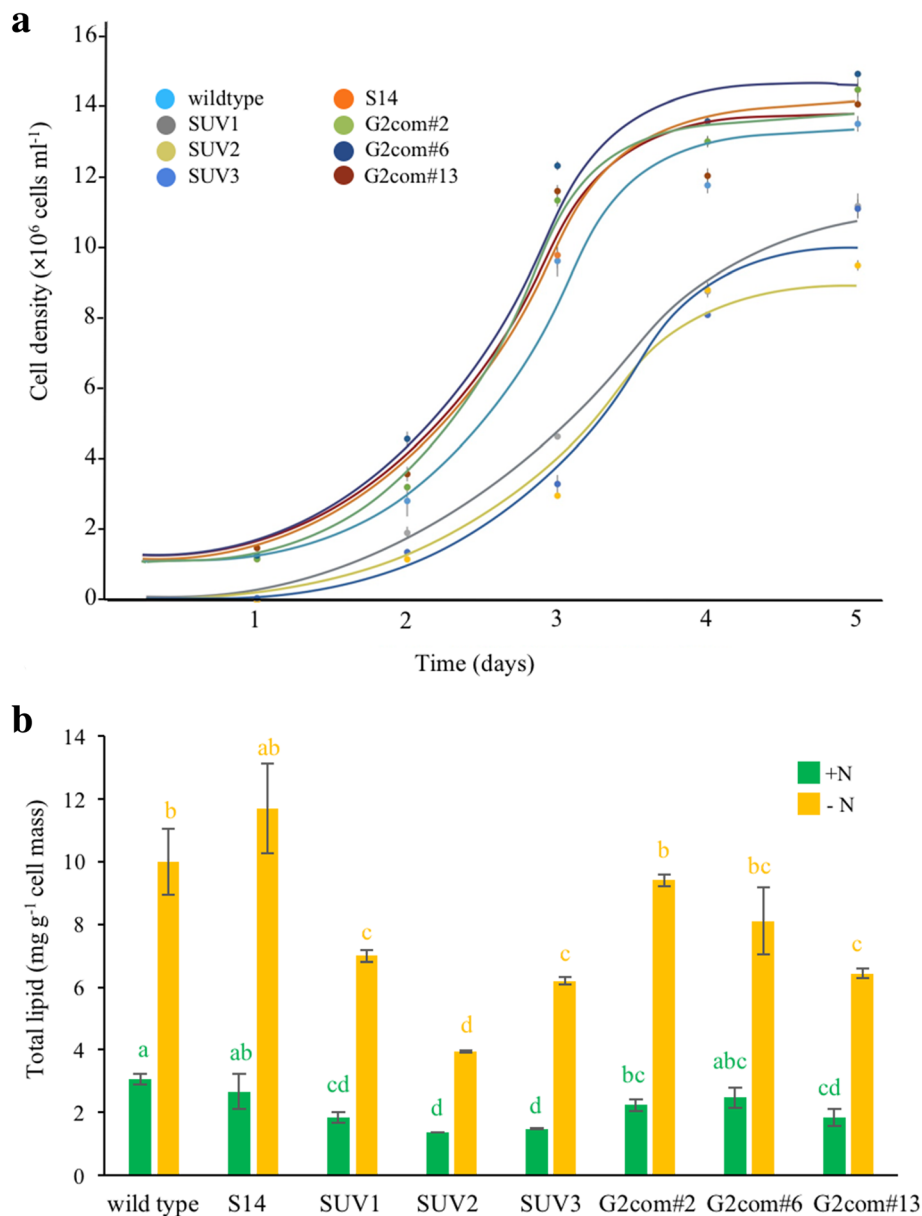 a
Cell density (×10⁶ cells ml⁻¹)
16
14
12
10
8
6
4
2
0
wildtype
SUV1
SUV2
SUV3
S14
G2com#2
G2com#6
G2com#13
1 2 3 4 5
Time (days)
b
Total lipid (mg g⁻¹ cell mass)
14
12
10
8
6
4
2
0
+N
- N
a b
ab ab
cd c
d d
d c
bc b
abc bc
cd c
wild type S14 SUV1 SUV2 SUV3 G2com#2 G2com#6 G2com#13